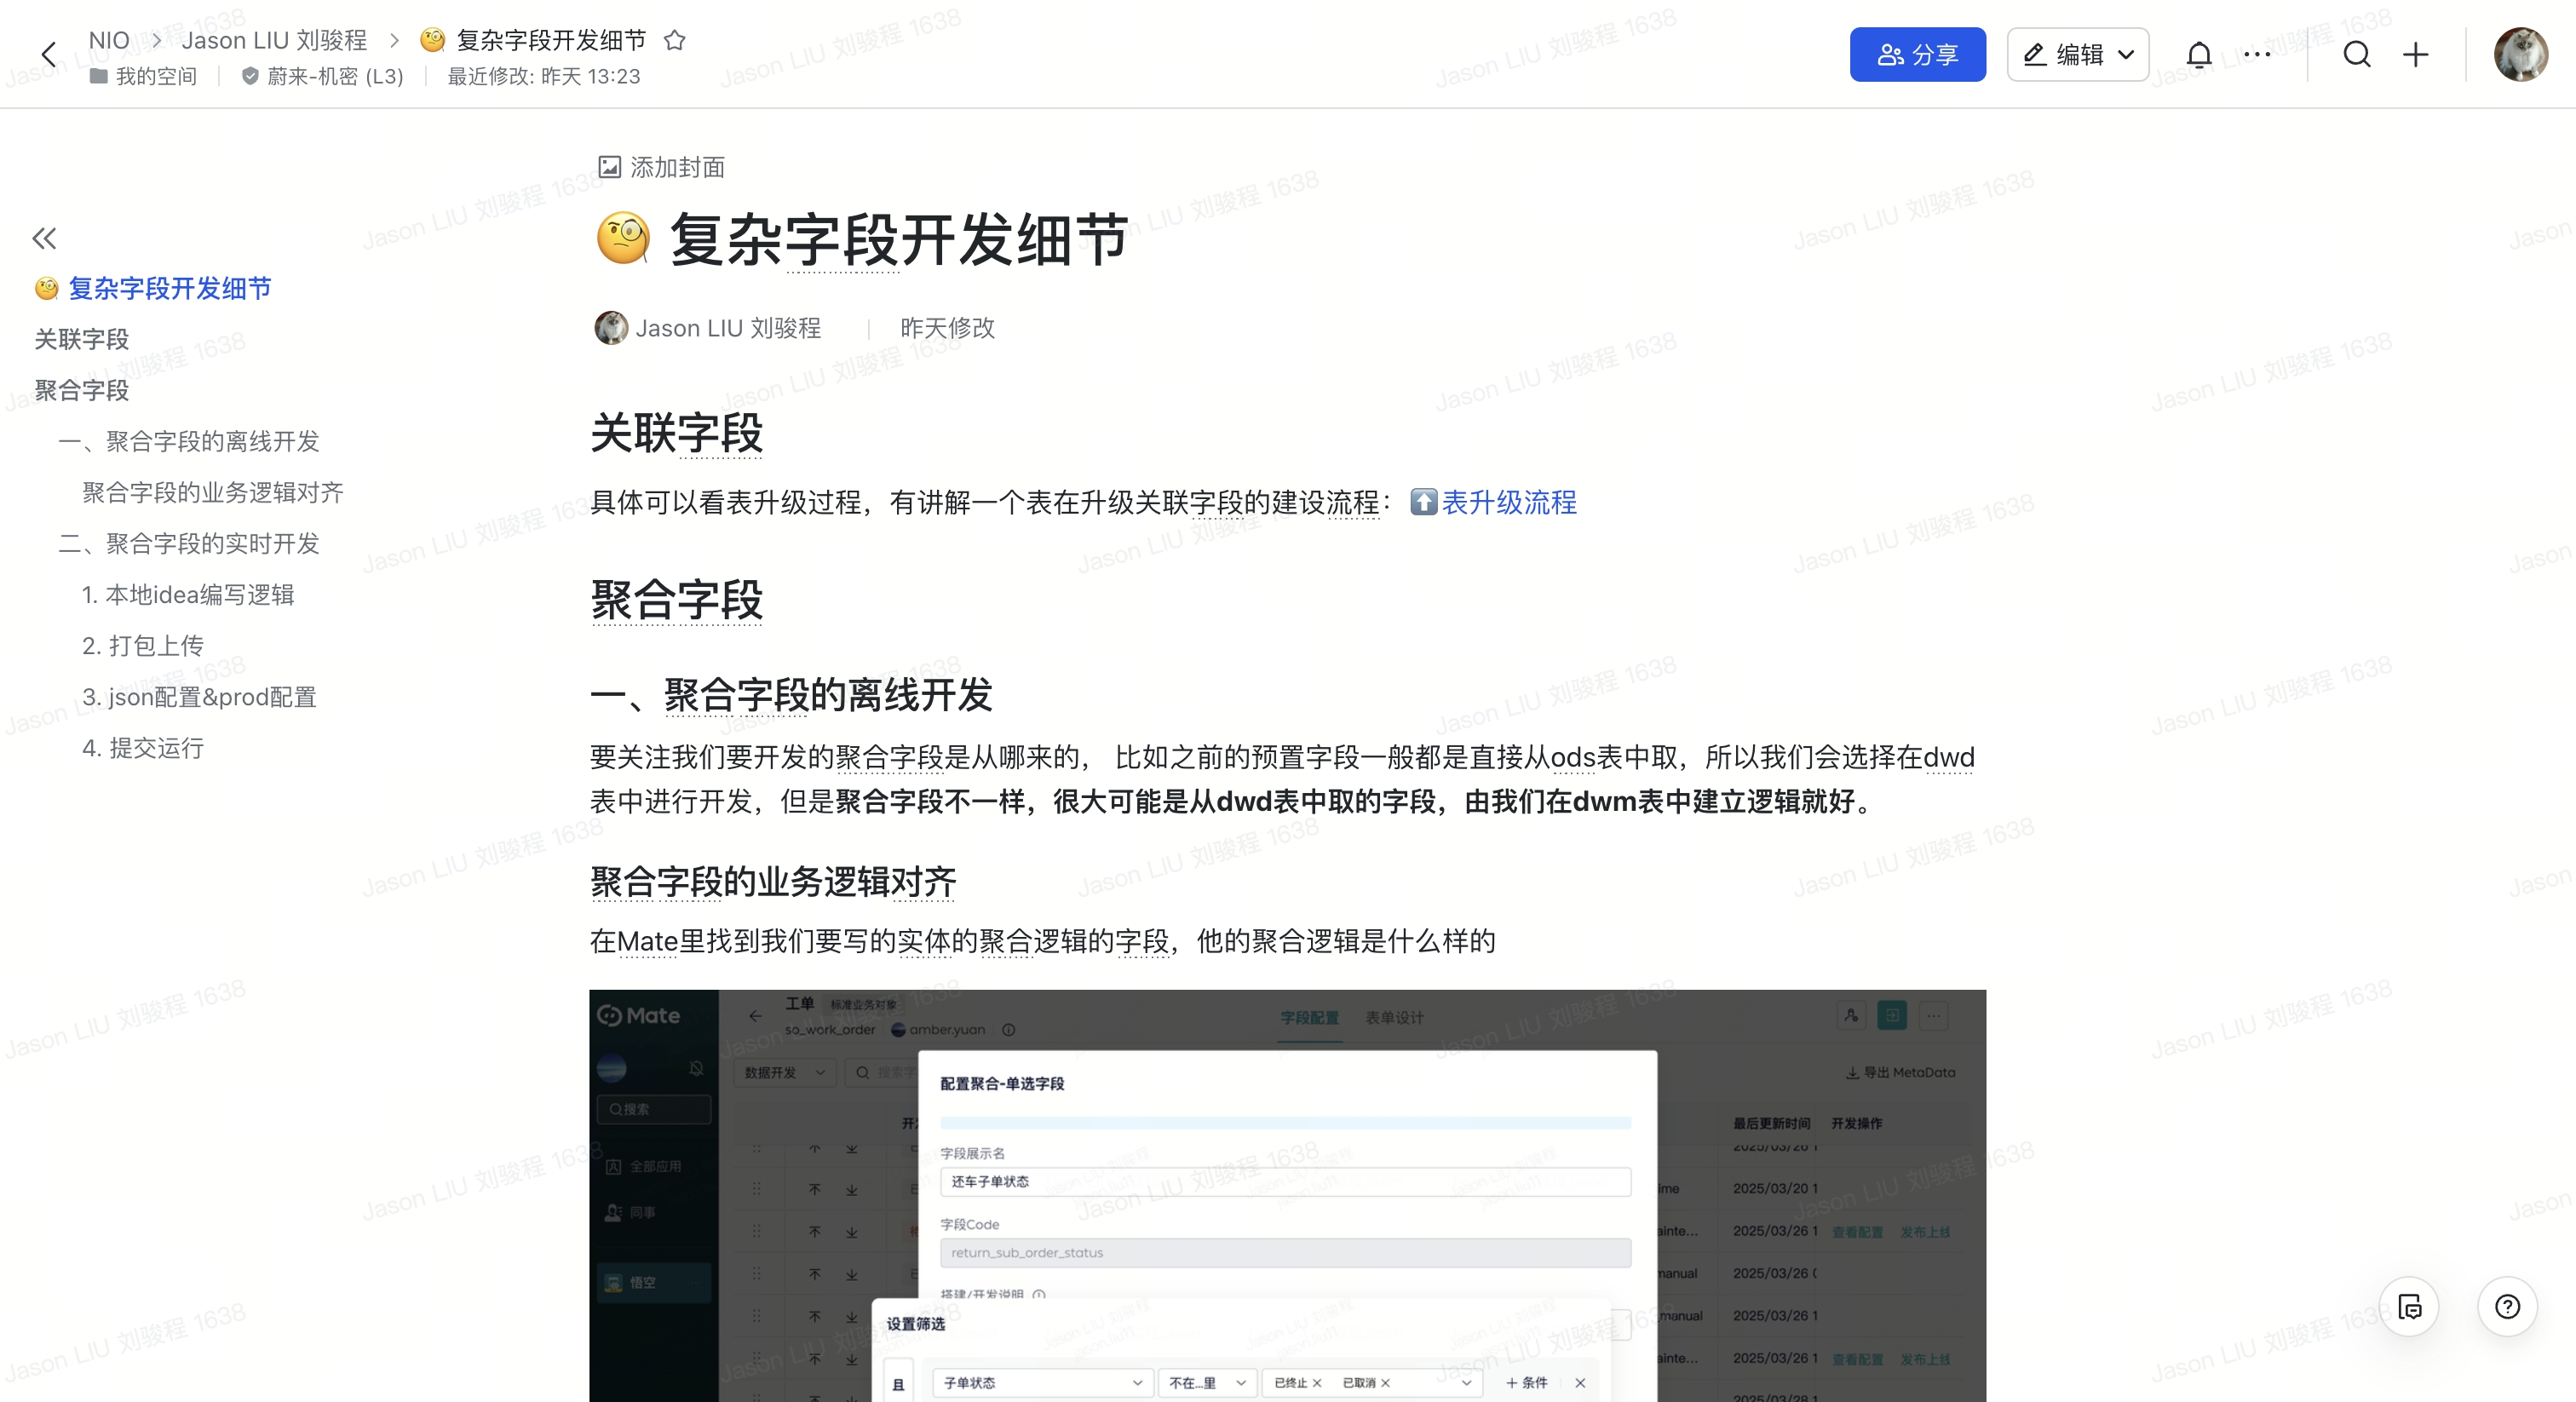 NIO > Jason LIU 刘骏程 > 复杂字段开发细节
我的空间 | 蔚来-机密 (L3) | 最近修改: 昨天 13:23
分享
编辑
添加封面
复杂字段开发细节
Jason LIU 刘骏程 | 昨天修改
复杂字段开发细节
关联字段
聚合字段
一、聚合字段的离线开发
聚合字段的业务逻辑对齐
二、聚合字段的实时开发
1. 本地idea编写逻辑
2. 打包上传
3. json配置&prod配置
4. 提交运行
关联字段
具体可以看表升级过程，有讲解一个表在升级关联字段的建设流程： 表升级流程
聚合字段
一、聚合字段的离线开发
要关注我们要开发的聚合字段是从哪来的， 比如之前的预置字段一般都是直接从ods表中取，所以我们会选择在dwd
表中进行开发，但是聚合字段不一样，很大可能是从dwd表中取的字段，由我们在dwm表中建立逻辑就好。
聚合字段的业务逻辑对齐
在Mate里找到我们要写的实体的聚合逻辑的字段，他的聚合逻辑是什么样的
Mate
搜索
全部应用
同事
悟空
工单 标准业务对象
so_work_order amber.yuan
字段配置 表单设计
数据开发
导出 MetaData
最后更新时间 开发操作
2025/03/20 1
2025/03/26 1 查看配置 发布上线
manual 2025/03/26
manual 2025/03/26 1
2025/03/26 1 查看配置 发布上线
配置聚合-单选字段
字段展示名
还车子单状态
字段Code
return_sub_order_status
搭建/开发说明
设置筛选
且 子单状态 不在...里 已终止 × 已取消 × + 条件 ×
Jason LIU 刘骏程 1638